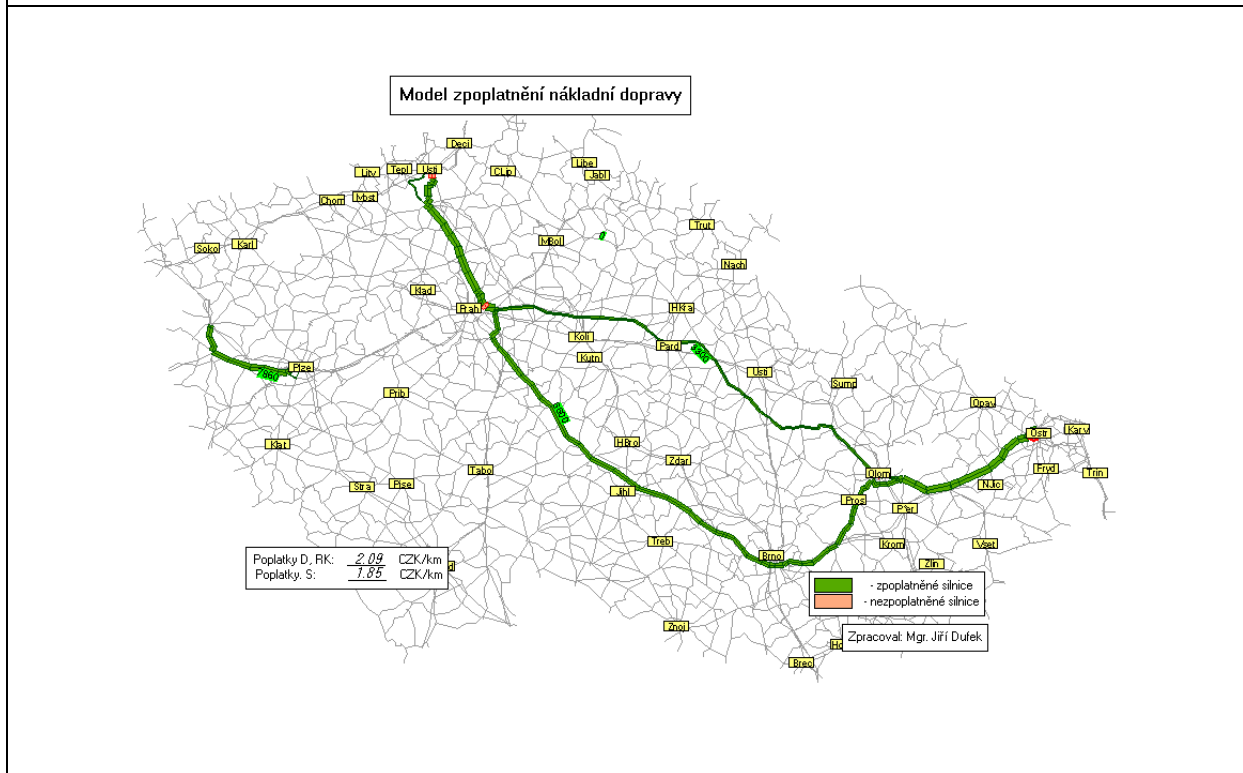 Model zpoplatnění nákladní dopravy
Deci
Libe
Tepl
Usti
CLip
Litv
Jabl
Chom
Most
Trut
MBol
Karl
Soko
0
Nach
Klad
Prah
HKra
Koli
Pard
Kutn
Plze
Usti
Sump
Prib
Opav
HBro
Ostr
Karv
Klat
Zdar
Tabo
Fryd
Trin
Olom
Stra
Pise
Jihl
NJic
Pros
Treb
Krom
Vset
Brno
Zlin
Poplatky D, RK: 2.09 CZK/km
Poplatky. S: 1.85 CZK/km
- zpoplatněné silnice
- nezpoplatněné silnice
Znoj
Zpracoval: Mgr. Jiří Dufek
Brec